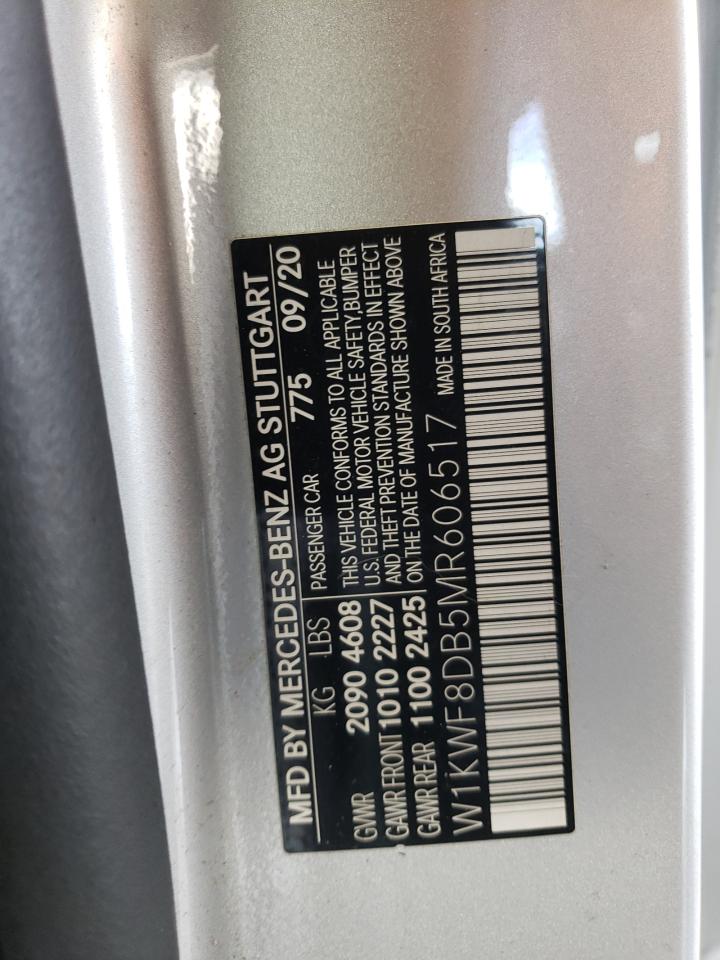 MFD BY MERCEDES-BENZ AG STUTTGART
KG LBS PASSENGER CAR 775 09/20
GVWR 2090 4608 THIS VEHICLE CONFORMS TO ALL APPLICABLE
GAWR FRONT 1010 2227 U.S. FEDERAL MOTOR VEHICLE SAFETY,BUMPER
GAWR REAR 1100 2425 AND THEFT PREVENTION STANDARDS IN EFFECT
ON THE DATE OF MANUFACTURE SHOWN ABOVE
W1KWF8DB5MR606517 MADE IN SOUTH AFRICA